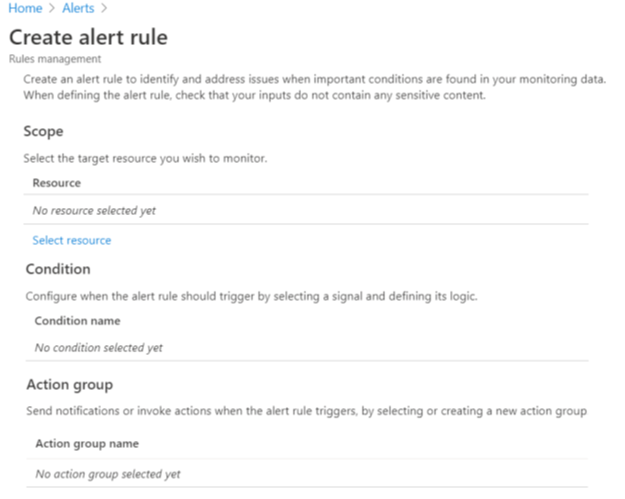 Home > Alerts >
Create alert rule
Rules management
Create an alert rule to identify and address issues when important conditions are found in your monitoring data.
When defining the alert rule, check that your inputs do not contain any sensitive content.
Scope
Select the target resource you wish to monitor.
Resource
No resource selected yet
Select resource
Condition
Configure when the alert rule should trigger by selecting a signal and defining its logic.
Condition name
No condition selected yet
Action group
Send notifications or invoke actions when the alert rule triggers, by selecting or creating a new action group
Action group name
No action group selected yet